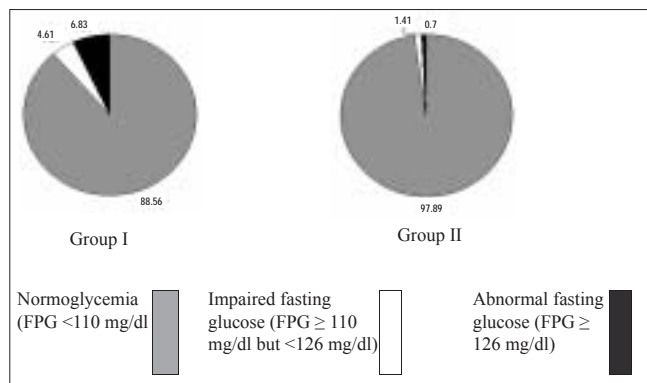 4.61
6.83
88.56
Group I
1.41
0.7
97.89
Group II
Normoglycemia
(FPG <110 mg/dl
Impaired fasting
glucose (FPG ≥ 110
mg/dl but <126 mg/dl)
Abnormal fasting
glucose (FPG ≥
126 mg/dl)